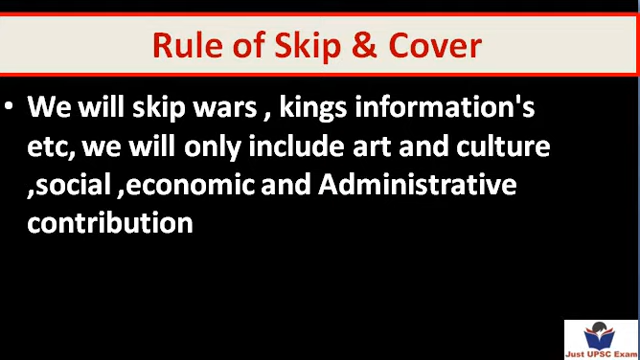 Rule of Skip & Cover
• We will skip wars , kings information's
etc, we will only include art and culture
,social ,economic and Administrative
contribution
Just UPSC Exam